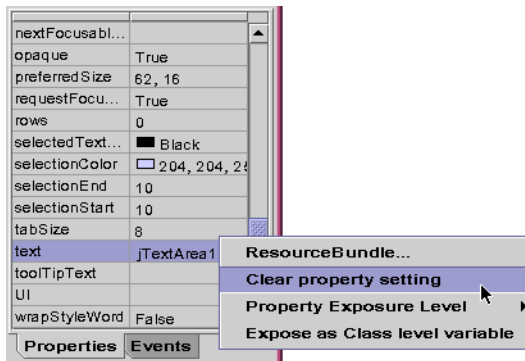 nextFocusabl...
opaque True
preferredSize 62, 16
requestFocu... True
rows 0
selectedText... Black
selectionColor 204, 204, 25
selectionEnd 10
selectionStart 10
tabSize 8
text jTextArea1
toolTipText
UI
wrapStyleWord False
Properties Events
ResourceBundle...
Clear property setting
Property Exposure Level
Expose as Class level variable